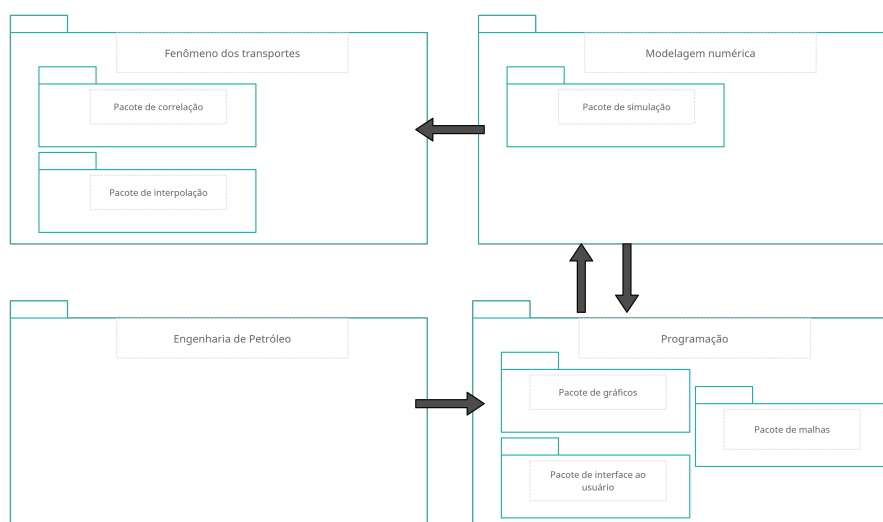 Fenômeno dos transportes
Pacote de correlação
Pacote de interpolação
Modelagem numérica
Pacote de simulação
Engenharia de Petróleo
Programação
Pacote de gráficos
Pacote de malhas
Pacote de interface ao
usuário